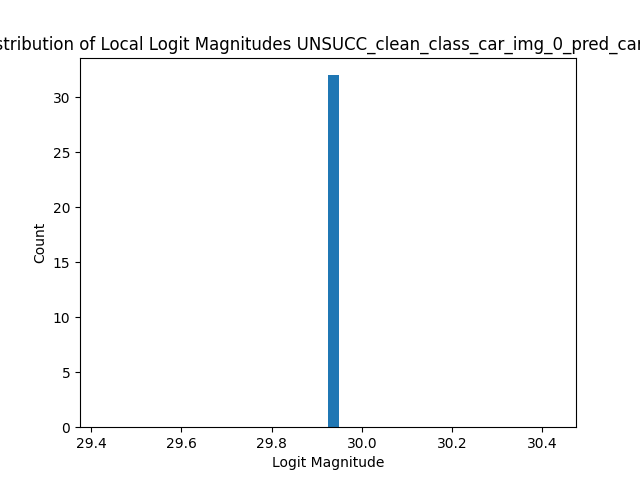 stribution of Local Logit Magnitudes UNSUCC_clean_class_car_img_0_pred_car
30
25
20
15
10
5
0
Count
29.4 29.6 29.8 30.0 30.2 30.4
Logit Magnitude